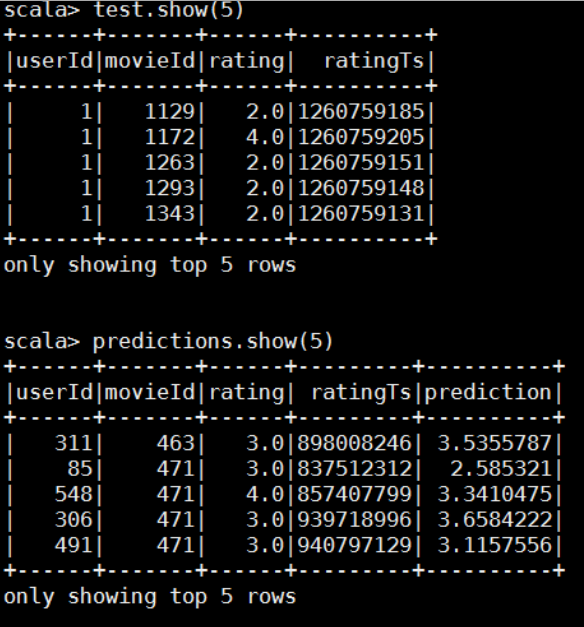 scala> test.show(5)
+------+-------+------+----------+
|userId|movieId|rating|  ratingTs|
+------+-------+------+----------+
|     1|   1129|   2.0|1260759185|
|     1|   1172|   4.0|1260759205|
|     1|   1263|   2.0|1260759151|
|     1|   1293|   2.0|1260759148|
|     1|   1343|   2.0|1260759131|
+------+-------+------+----------+
only showing top 5 rows

scala> predictions.show(5)
+------+-------+------+---------+----------+
|userId|movieId|rating| ratingTs|prediction|
+------+-------+------+---------+----------+
|   311|    463|   3.0|898008246| 3.5355787|
|    85|    471|   3.0|837512312|  2.585321|
|   548|    471|   4.0|857407799| 3.3410475|
|   306|    471|   3.0|939718996| 3.6584222|
|   491|    471|   3.0|940797129| 3.1157556|
+------+-------+------+---------+----------+
only showing top 5 rows